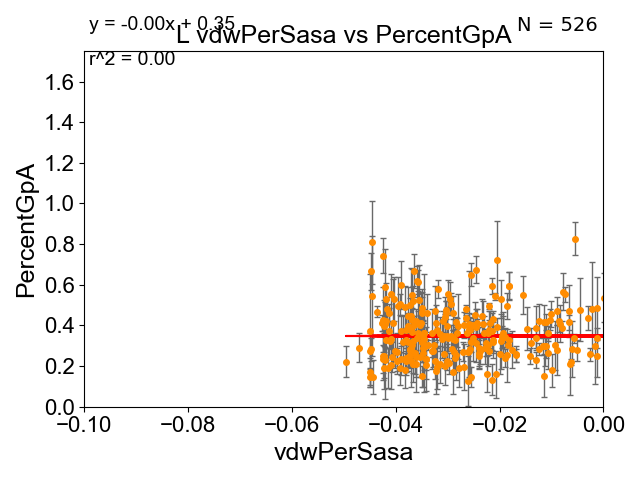 y = -0.00x + 0.35
L vdwPerSasa vs PercentGpA
N = 526
r^2 = 0.00
PercentGpA
1.6
1.4
1.2
1.0
0.8
0.6
0.4
0.2
0.0
−0.10 −0.08 −0.06 −0.04 −0.02 0.00
vdwPerSasa